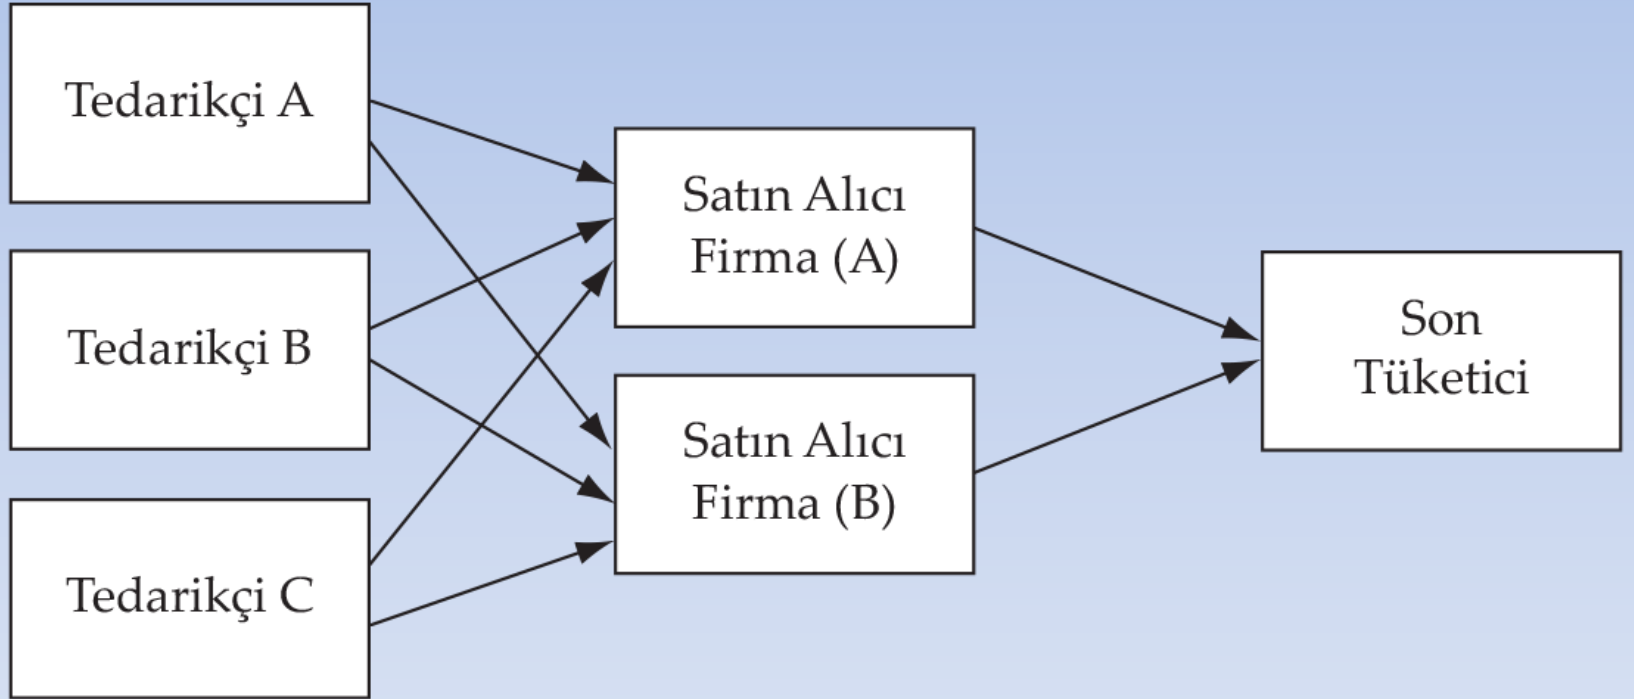 Tedarikçi A
Tedarikçi B
Tedarikçi C
Satın Alıcı
Firma (A)
Satın Alıcı
Firma (B)
Son
Tüketici